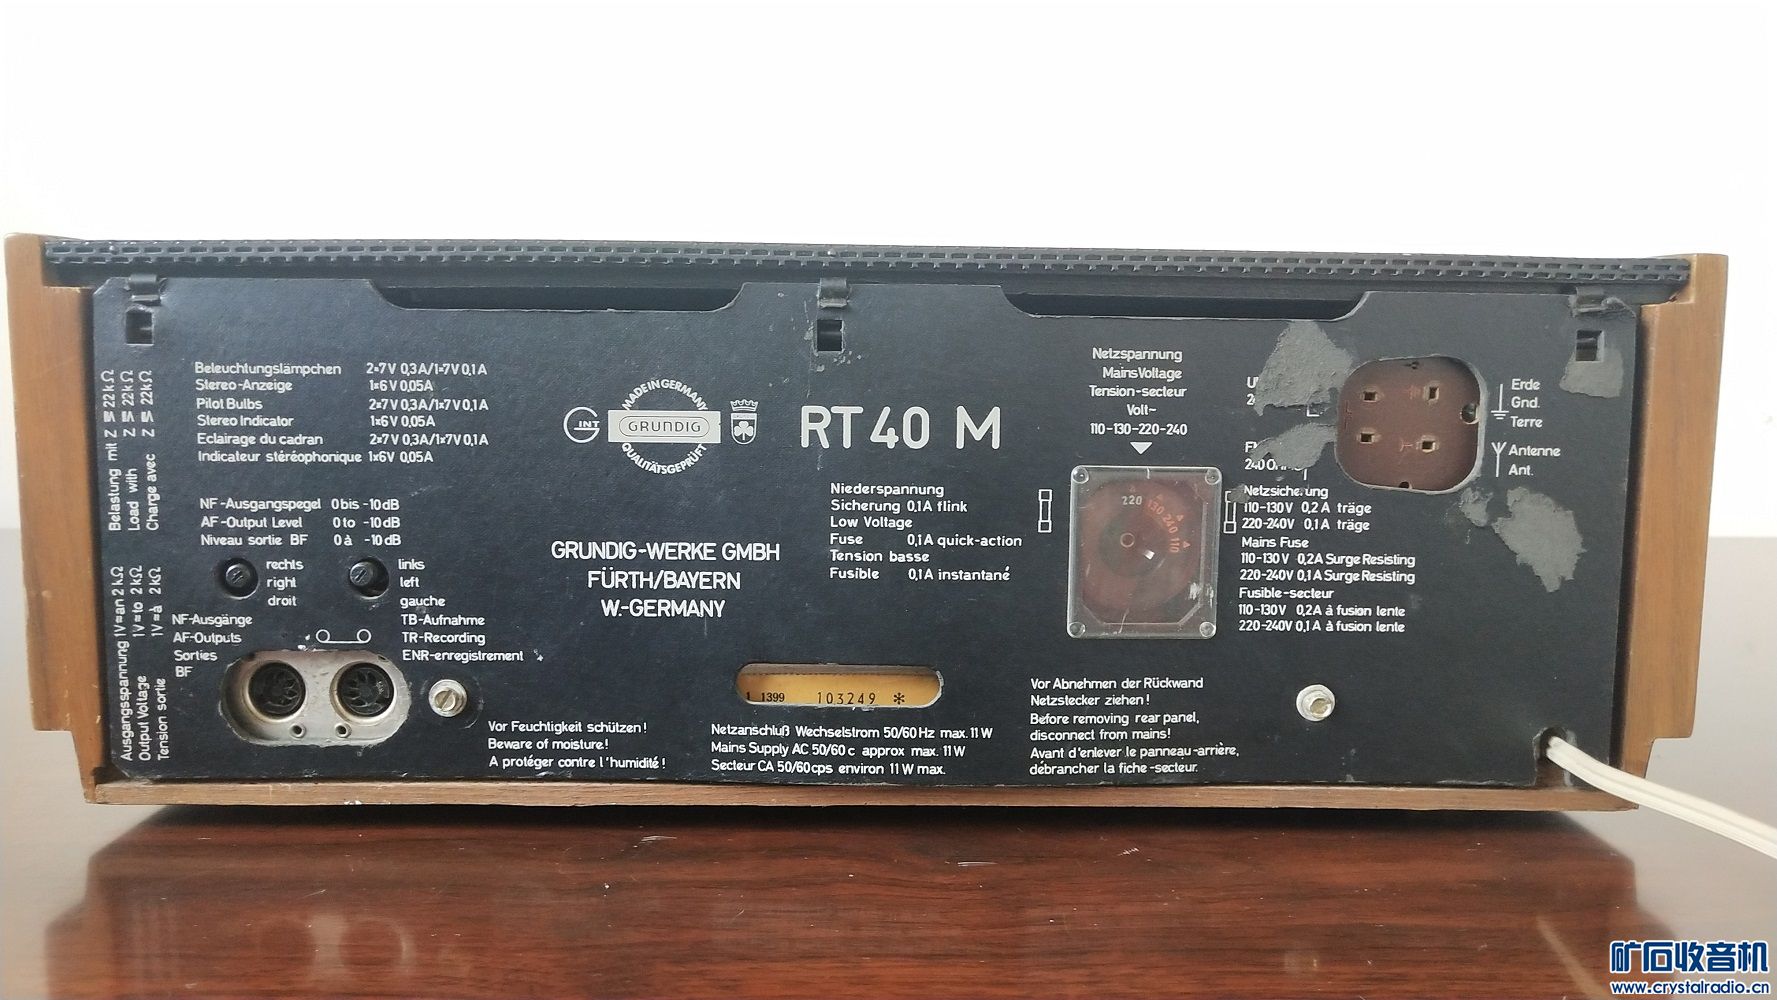 Beleuchtungslämpchen 2×7V 0,3A/1×7V 0,1A
Stereo-Anzeige 1×6V 0,05A
Pilot Bulbs 2×7V 0,3A/1×7V 0,1A
Stereo Indicator 1×6V 0,05A
Eclairage du cadran 2×7V 0,3A/1×7V 0,1A
Indicateur stéréophonique 1×6V 0,05A
Ausgangsspannung 1V≈an 2kΩ Belastung mit Z ≧ 22kΩ
Output Voltage 1V≈to 2kΩ Load with Z ≧ 22kΩ
Tension sortie 1V≈à 2kΩ Charge avec Z ≧ 22kΩ
NF-Ausgangspegel 0 bis -10dB
AF-Output Level 0 to -10dB
Niveau sortie BF 0 à -10dB
rechts
right
droit
links
left
gauche
NF-Ausgänge
AF-Outputs
Sorties
BF
TB-Aufnahme
TR-Recording
ENR-enregistrement
INT
MADE IN GERMANY
GRUNDIG
QUALITÄTSGEPRÜFT
RT 40 M
GRUNDIG-WERKE GMBH
FÜRTH/BAYERN
W.-GERMANY
Niederspannung
Sicherung 0,1A flink
Low Voltage
Fuse 0,1A quick-action
Tension basse
Fusible 0,1A instantané
Netzspannung
Mains Voltage
Tension-secteur
Volt~
110-130-220-240
220 130 240 110
240
Erde
Gnd.
Terre
Antenne
Ant.
Netzsicherung
110-130V 0,2A träge
220-240V 0,1A träge
Mains Fuse
110-130V 0,2A Surge Resisting
220-240V 0,1A Surge Resisting
Fusible-secteur
110-130V 0,2A à fusion lente
220-240V 0,1A à fusion lente
1 1399 103249 *
Vor Feuchtigkeit schützen!
Beware of moisture!
A protéger contre l'humidité!
Netzanschluß Wechselstrom 50/60Hz max. 11W
Mains Supply AC 50/60c approx max. 11W
Secteur CA 50/60cps environ 11W max.
Vor Abnehmen der Rückwand
Netzstecker ziehen!
Before removing rear panel,
disconnect from mains!
Avant d'enlever le panneau-arrière,
débrancher la fiche-secteur.
矿石收音机
www.crystalradio.cn